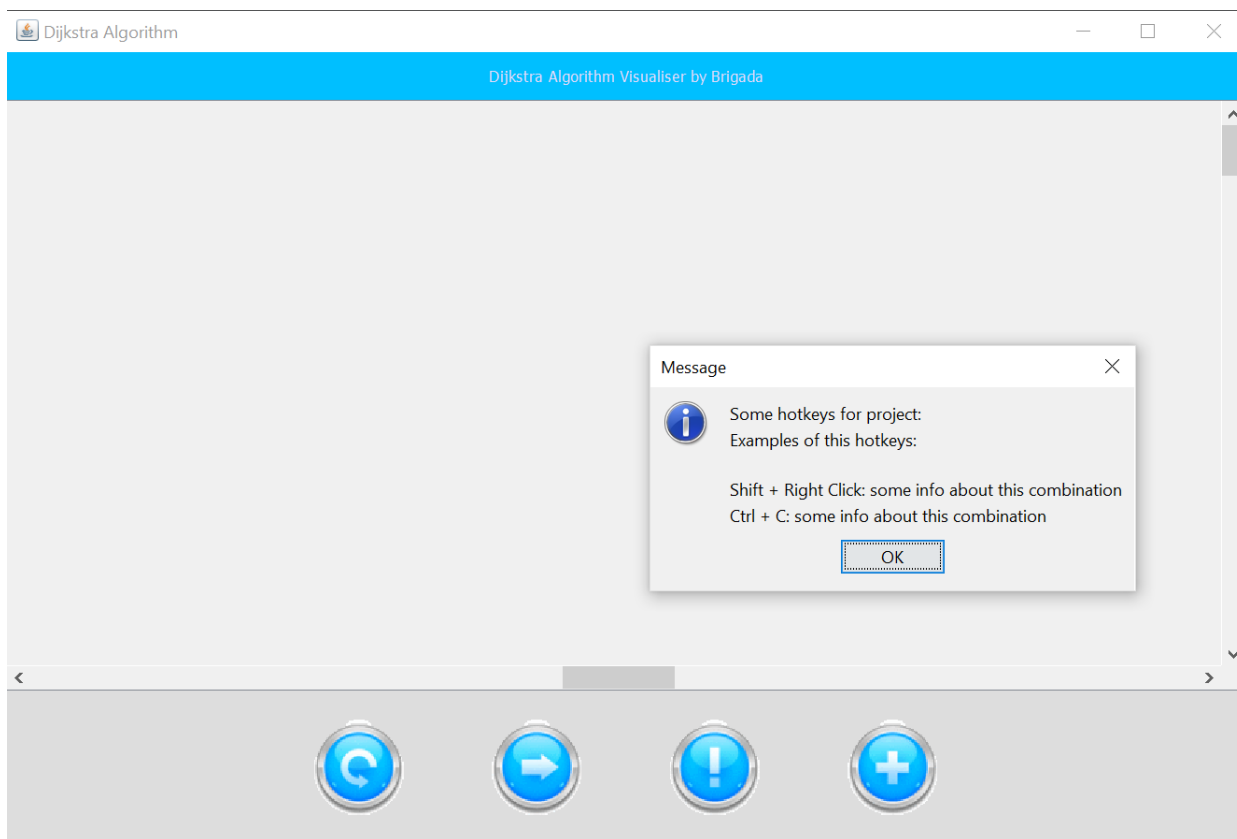 Dijkstra Algorithm
Dijkstra Algorithm Visualiser by Brigada
Message
Some hotkeys for project:
Examples of this hotkeys:
Shift + Right Click: some info about this combination
Ctrl + C: some info about this combination
OK